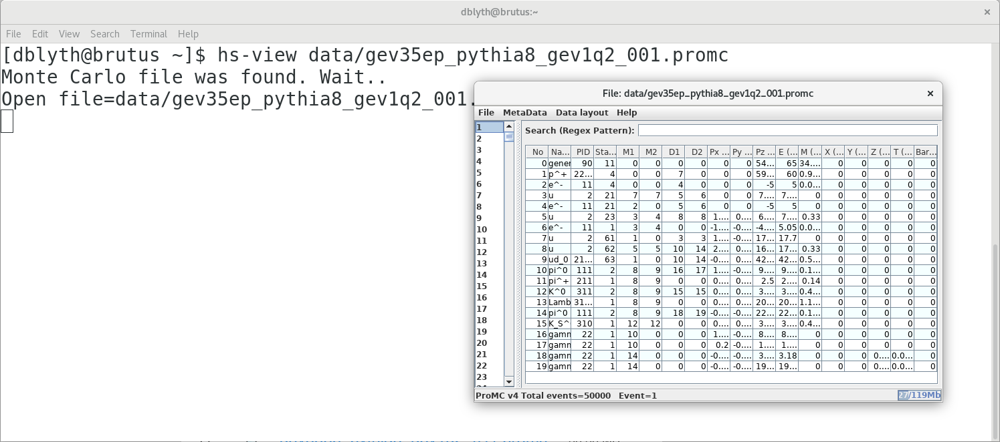 dblyth@brutus:~
File Edit View Search Terminal Help
[dblyth@brutus ~]$ hs-view data/gev35ep_pythia8_gev1q2_001.promc
Monte Carlo file was found. Wait..
Open file=data/gev35ep_pythia8_gev1q2_001.
File: data/gev35ep_pythia8_gev1q2_001.promc
File MetaData Data layout Help
1
2
3
4
5
6
7
8
9
10
11
12
13
14
15
16
17
18
19
20
21
22
23
Search (Regex Pattern):
No Na... PID Sta... M1 M2 D1 D2 Px ... Py ... Pz ... E (... M (... X (... Y (... Z (... T (... Bar...
0 gener 90 11 0 0 0 0 0 0 54... 65 34.... 0 0 0 0 0
1 p^+ 22... 4 0 0 7 0 0 0 59... 60 0.9... 0 0 0 0 0
2 e^- 11 4 0 0 4 0 0 0 -5 5 0.0... 0 0 0 0 0
3 u 2 21 7 7 5 6 0 0 7.... 7.... 0 0 0 0 0 0
4 e^- 11 21 2 0 5 6 0 0 -5 5 0 0 0 0 0 0
5 u 2 23 3 4 8 8 1.... 0.... 6.... 7.... 0.33 0 0 0 0 0
6 e^- 11 1 3 4 0 0 -1.... -0.... -4.... 5.05 0.0... 0 0 0 0 0
7 u 2 61 1 0 3 3 1.... -0.... 17... 17.7 0 0 0 0 0 0
8 u 2 62 5 5 10 14 2.... 0.... 16... 17... 0.33 0 0 0 0 0
9 ud_0 21... 63 1 0 10 14 -0.... 0.... 42... 42... 0.5... 0 0 0 0 0
10 pi^0 111 2 8 9 16 17 1.... -0.... 9.... 9.... 0.1... 0 0 0 0 0
11 pi^+ 211 1 8 9 0 0 0.... 0.... 2.5 2.... 0.14 0 0 0 0 0
12 K^0 311 2 8 9 15 15 0.... 0.... 3.... 3.... 0.4... 0 0 0 0 0
13 Lamb 31... 1 8 9 0 0 0.... 0.... 20... 20... 1.1... 0 0 0 0 0
14 pi^0 111 2 8 9 18 19 -0.... -0.... 22... 22... 0.1... 0 0 0 0 0
15 K_S^ 310 1 12 12 0 0 0.... 0.... 3.... 3.... 0.4... 0 0 0 0 0
16 gamm 22 1 10 0 0 0 1.... -0.... 8.... 8.... 0 0 0 0 0 0
17 gamm 22 1 10 0 0 0 0.2 -0.... 1.... 1.... 0 0 0 0 0 0
18 gamm 22 1 14 0 0 0 -0.... -0.... 3.... 3.18 0 0 0 0.... 0.0... 0
19 gamm 22 1 14 0 0 0 -0.... -0.... 19... 19... 0 0 0 0.... 0.0... 0
ProMC v4 Total events=50000 Event=1
27/119Mb